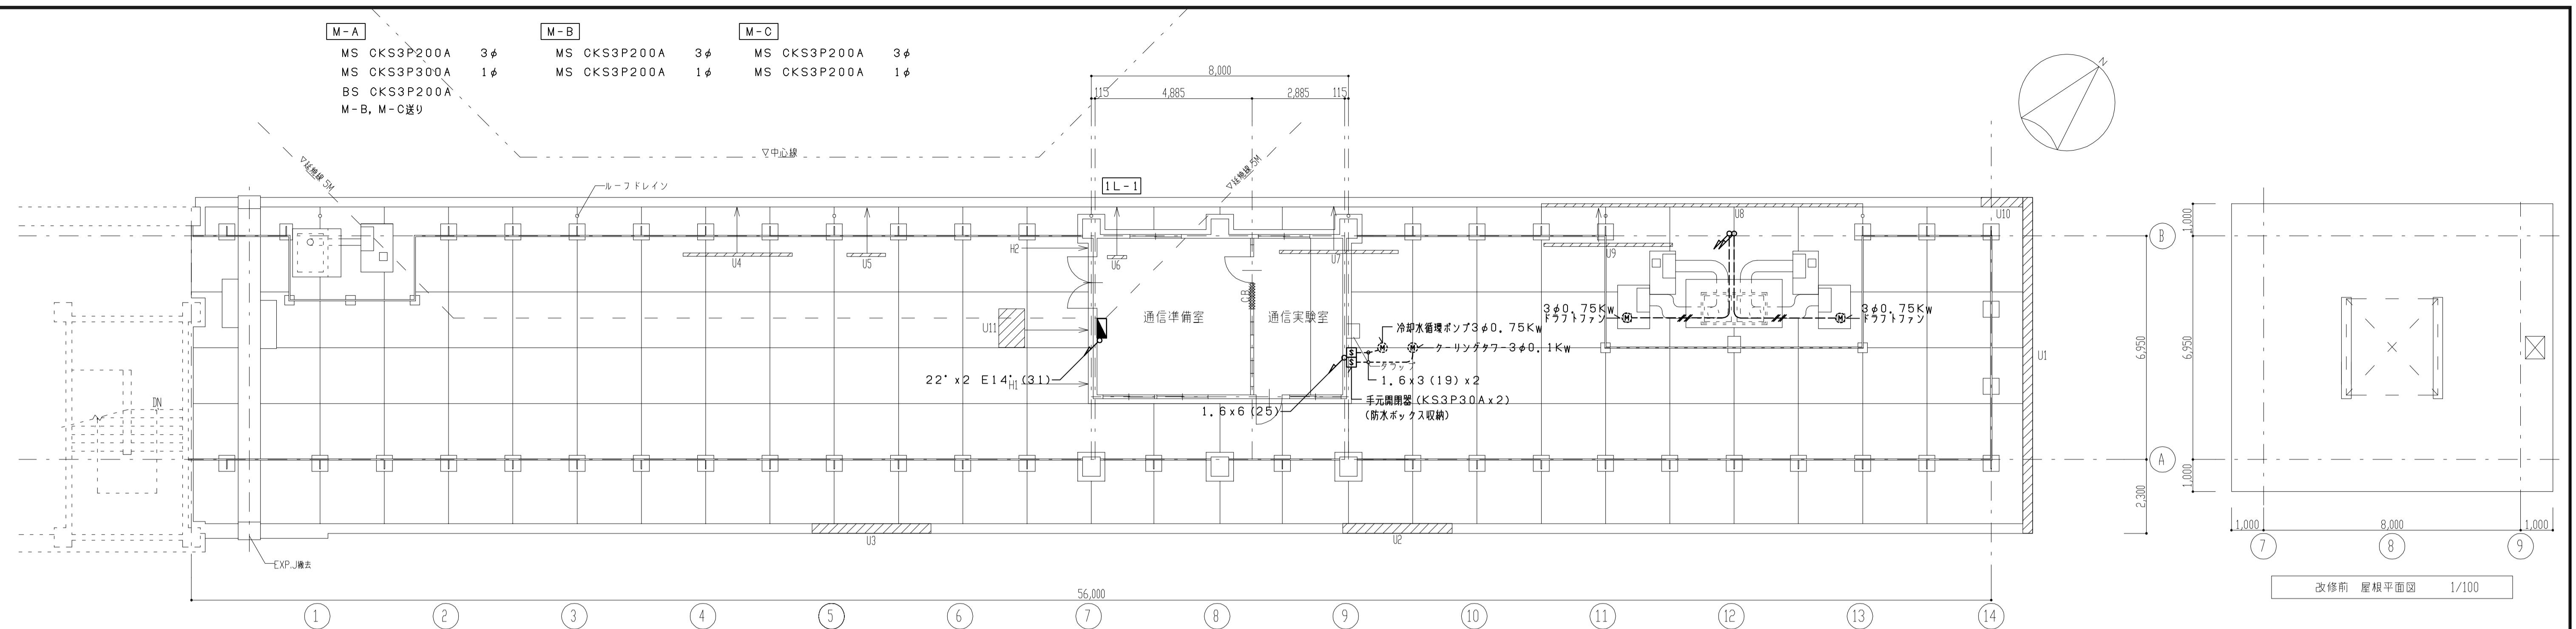 M-A
MS CKS3P200A 3φ
MS CKS3P300A 1φ
BS CKS3P200A
M-B, M-C送り
M-B
MS CKS3P200A 3φ
MS CKS3P200A 1φ
M-C
MS CKS3P200A 3φ
MS CKS3P200A 1φ
8,000
115
4,885
2,885
115
N
▽中心線
▽延焼線 5M
▽延焼線 5M
ルーフドレイン
1L-1
U8
U10
B
H2
U4
U5
U6
U7
U9
CB
U11
通信準備室
通信実験室
冷却水循環ポンプ3φ0.75Kw
クーリングタワー3φ0.1Kw
タラップ
3φ0.75Kw
ドラフトファン
3φ0.75Kw
ドラフトファン
M
M
M
M
S
S
U1
22°x2 E14°(31)
H1
1.6x3(19)x2
1.6x6(25)
手元開閉器(KS3P30Ax2)
(防水ボックス収納)
DN
A
6,950
2,300
1,000
6,950
1,000
U3
U2
EXP.J撤去
56,000
1
2
3
4
5
6
7
8
9
10
11
12
13
14
1,000
8,000
1,000
7
8
9
改修前 屋根平面図 1/100